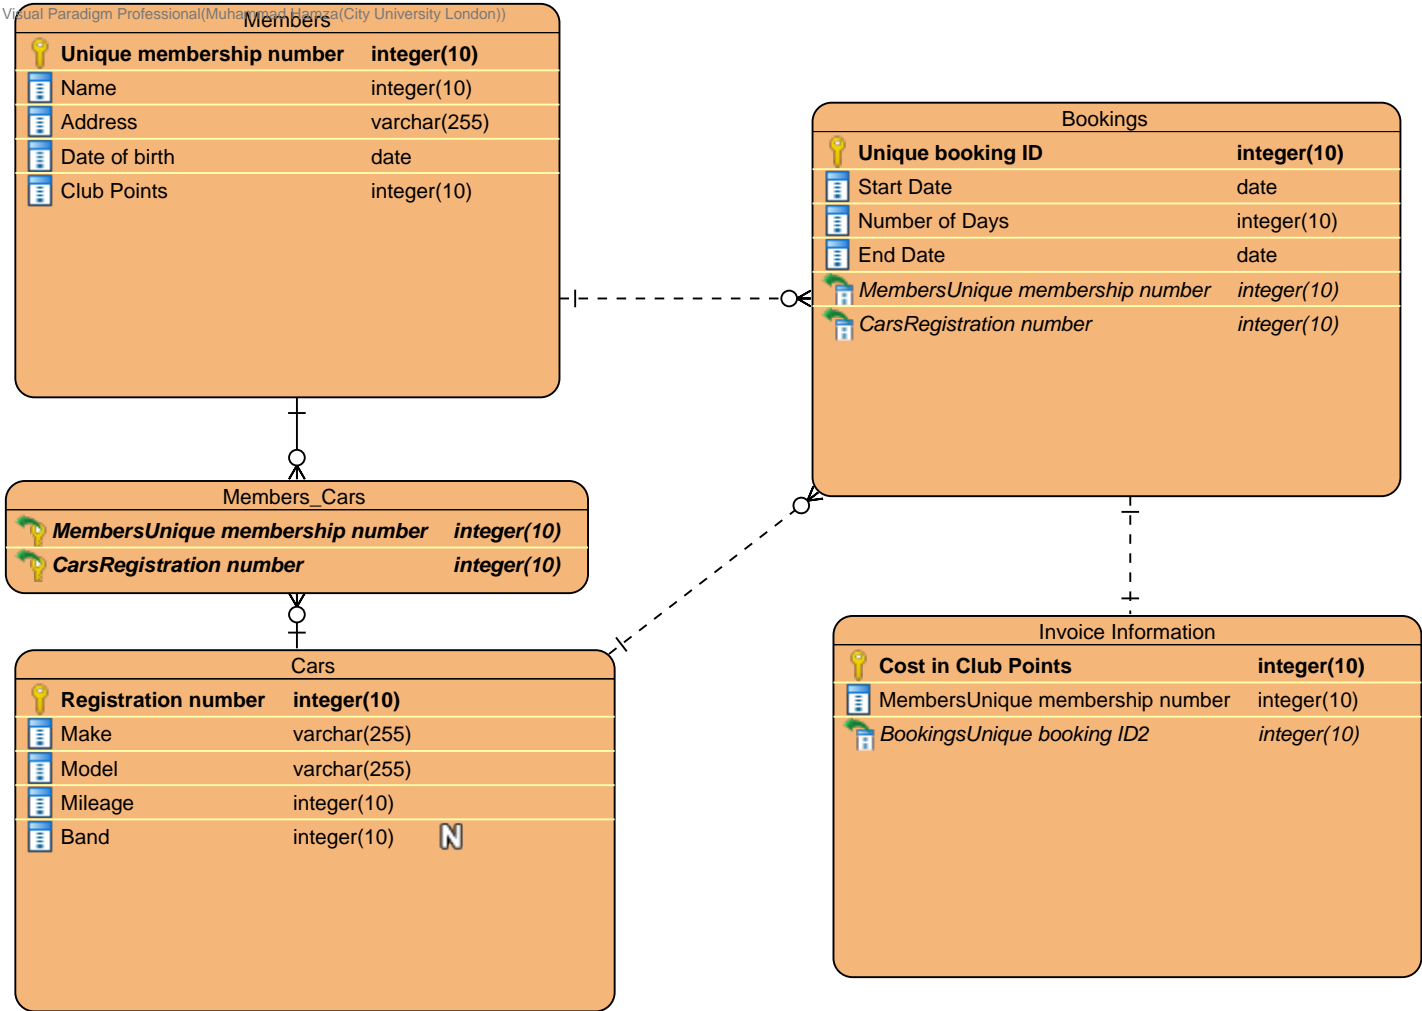 Visual Paradigm Professional(Muhammad Hamza(City University London))
Members
Unique membership number integer(10)
Name integer(10)
Address varchar(255)
Date of birth date
Club Points integer(10)
Bookings
Unique booking ID integer(10)
Start Date date
Number of Days integer(10)
End Date date
MembersUnique membership number integer(10)
CarsRegistration number integer(10)
Members_Cars
MembersUnique membership number integer(10)
CarsRegistration number integer(10)
Cars
Registration number integer(10)
Make varchar(255)
Model varchar(255)
Mileage integer(10)
Band integer(10) N
Invoice Information
Cost in Club Points integer(10)
MembersUnique membership number integer(10)
BookingsUnique booking ID2 integer(10)